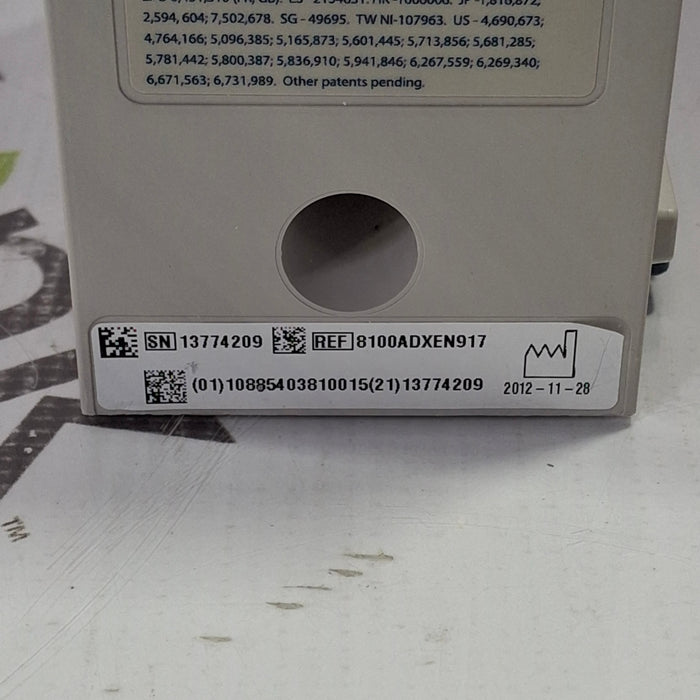 2,594,604; 7,502,678. SG - 49695. TW NI-107963. US - 4,690,673;
4,764,166; 5,096,385; 5,165,873; 5,601,445; 5,713,856; 5,681,285;
5,781,442; 5,800,387; 5,836,910; 5,941,846; 6,267,559; 6,269,340;
6,671,563; 6,731,989. Other patents pending.
SN 13774209 REF 8100ADXEN917
(01)10885403810015(21)13774209 2012-11-28
TM